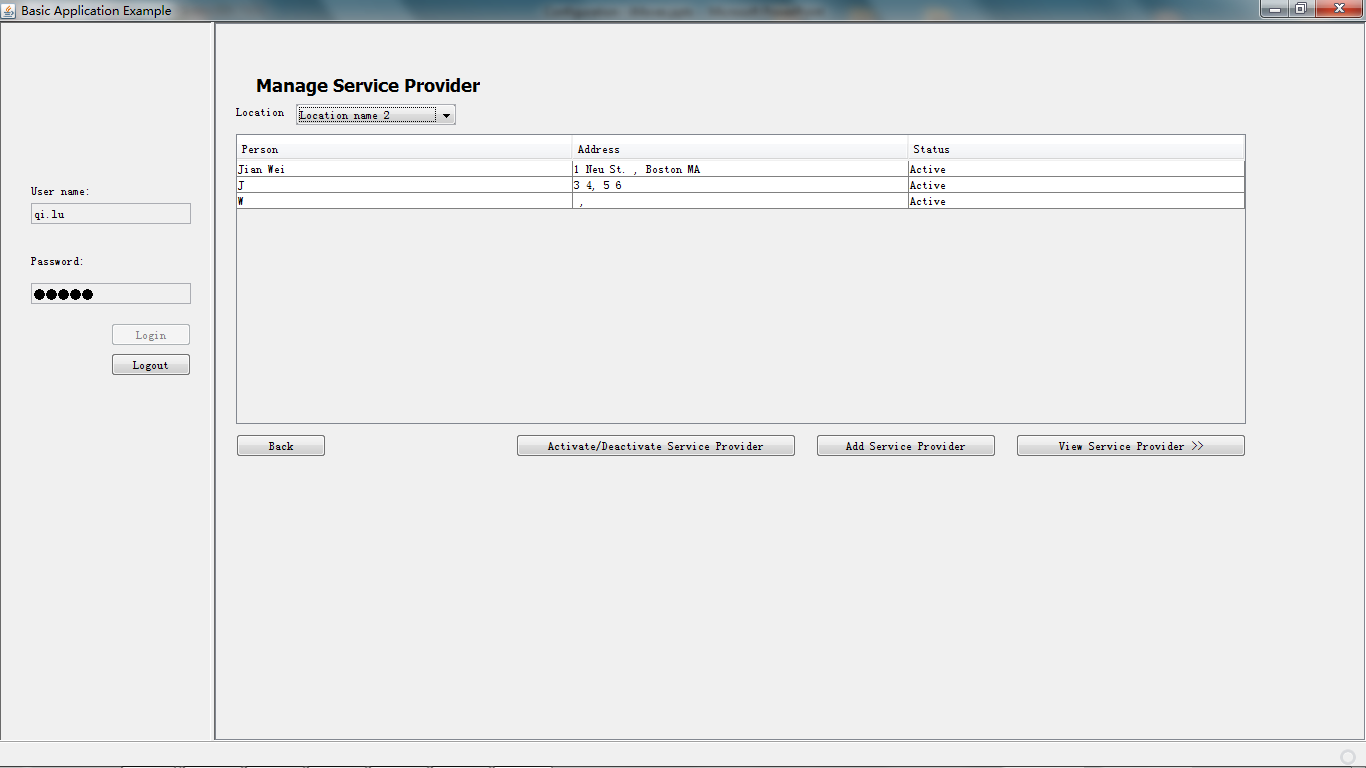 Basic Application Example
User name:
qi.lu
Password:
Login
Logout
Manage Service Provider
Location Location name 2
Person Address Status
Jian Wei 1 Neu St. , Boston MA Active
J 3 4, 5 6 Active
W , Active
Back Activate/Deactivate Service Provider Add Service Provider View Service Provider >>